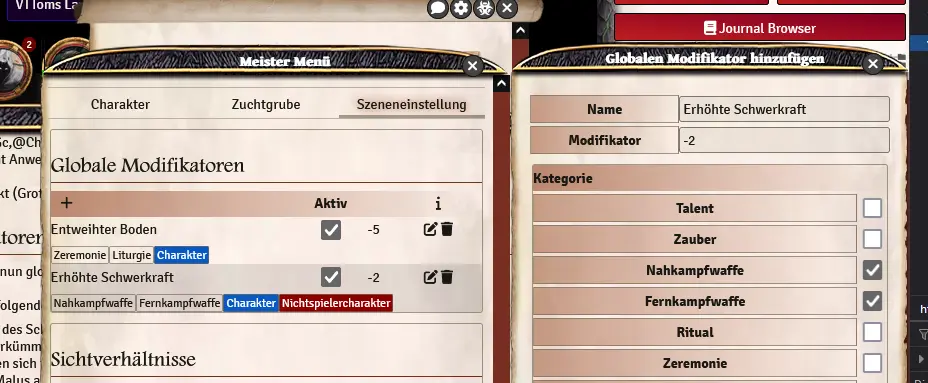 VTToms La
2
Journal Browser
Meister Menü
Charakter
Zuchtgrube
Szeneneinstellung
Globale Modifikatoren
+
Aktiv
i
Entweihter Boden
-5
Zeremonie
Liturgie
Charakter
Erhöhte Schwerkraft
-2
Nahkampfwaffe
Fernkampfwaffe
Charakter
Nichtspielercharakter
Sichtverhältnisse
Globalen Modifikator hinzufügen
Name
Erhöhte Schwerkraft
Modifikator
-2
Kategorie
Talent
Zauber
Nahkampfwaffe
Fernkampfwaffe
Ritual
Zeremonie